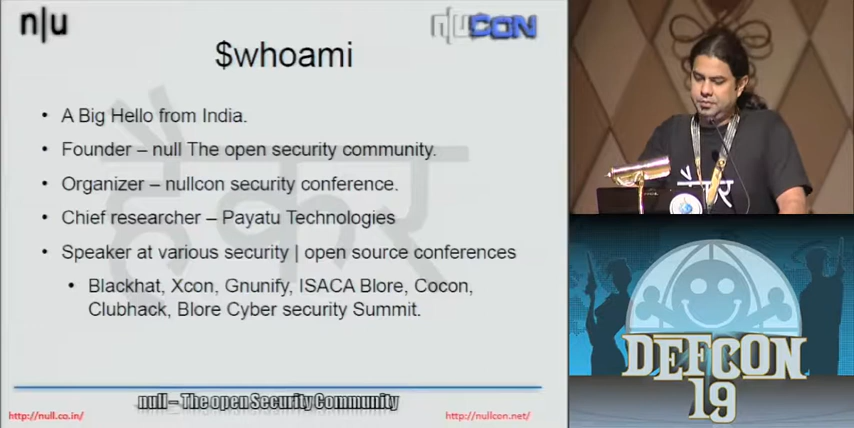 n|u
n|uCON
$whoami
• A Big Hello from India.
• Founder – null The open security community.
• Organizer – nullcon security conference.
• Chief researcher – Payatu Technologies
• Speaker at various security | open source conferences
• Blackhat, Xcon, Gnunify, ISACA Blore, Cocon,
Clubhack, Blore Cyber security Summit.
हैकर
null – The open Security Community
http://null.co.in/
http://nullcon.net/
DEFCON
19